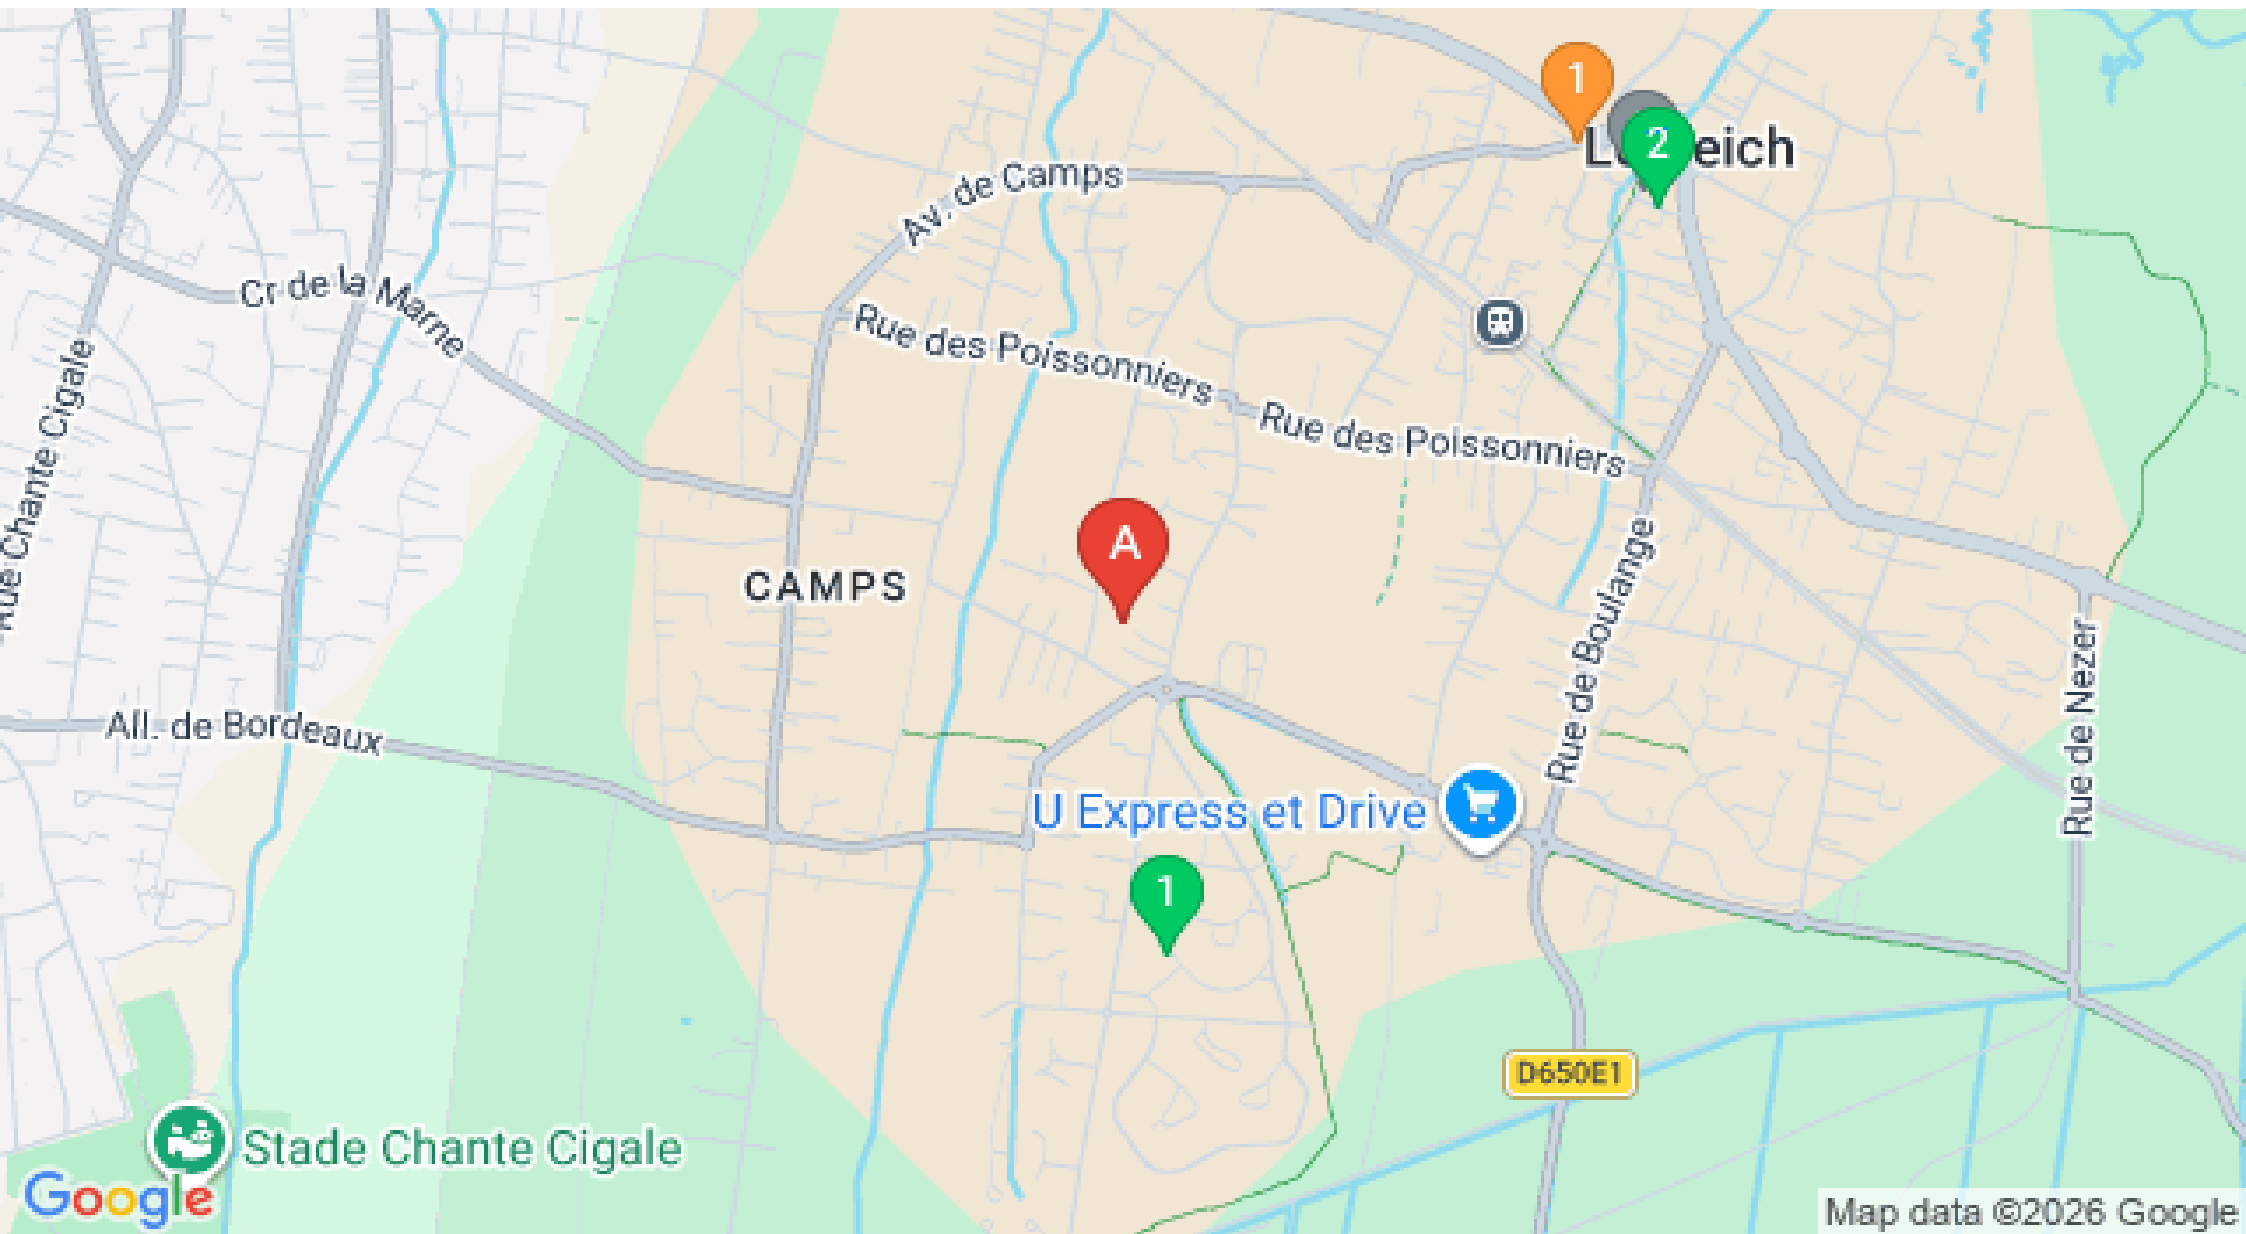 1
2
L eich
Av. de Camps
Cr de la Marne
Rue des Poissonniers
Rue des Poissonniers
Rue Chante Cigale
A
CAMPS
Rue de Boulange
All. de Bordeaux
Rue de Nezer
U Express et Drive
1
D650E1
Stade Chante Cigale
Google
Map data ©2026 Google